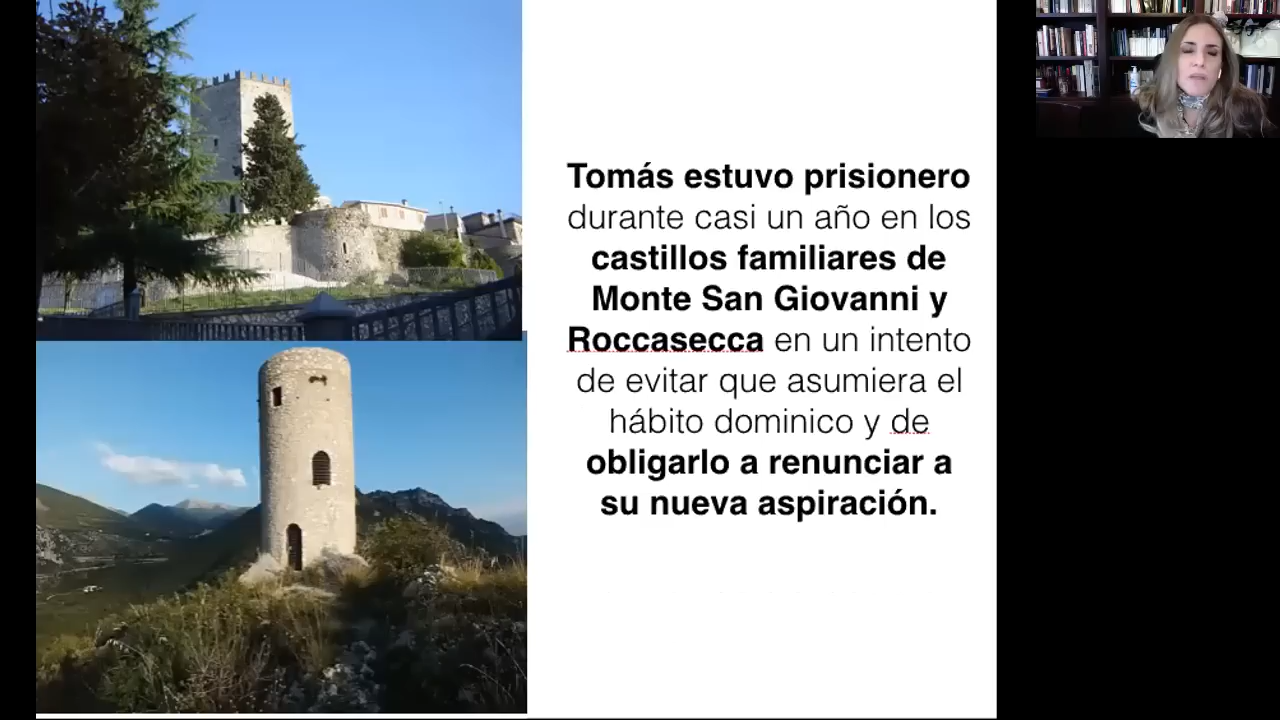 Tomás estuvo prisionero
durante casi un año en los
castillos familiares de
Monte San Giovanni y
Roccasecca en un intento
de evitar que asumiera el
hábito dominico y de
obligarlo a renunciar a
su nueva aspiración.